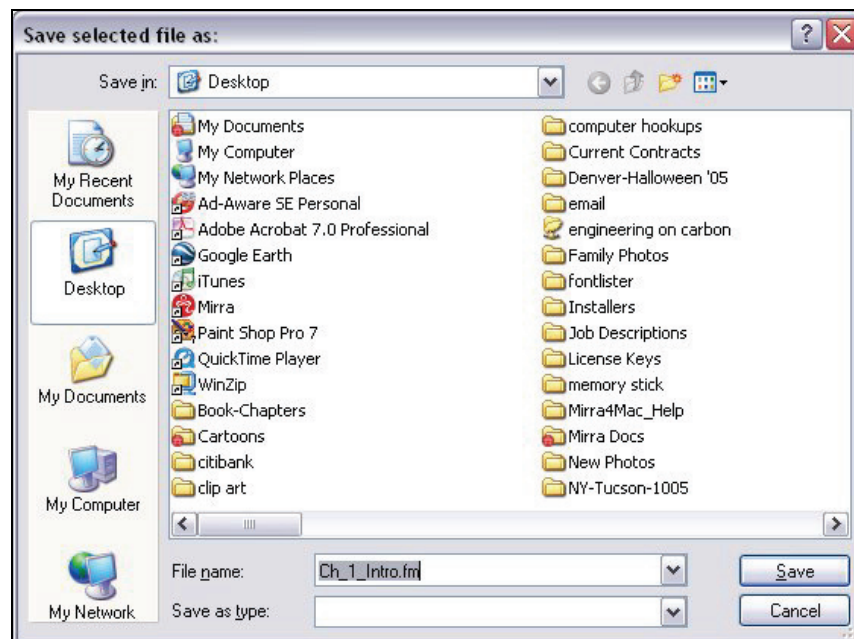 Save selected file as:
Save in: Desktop
My Recent
Documents
Desktop
My Documents
My Computer
My Network
My Documents
My Computer
My Network Places
Ad-Aware SE Personal
Adobe Acrobat 7.0 Professional
Google Earth
iTunes
Mirra
Paint Shop Pro 7
QuickTime Player
WinZip
Book-Chapters
Cartoons
citibank
clip art
computer hookups
Current Contracts
Denver-Halloween '05
email
engineering on carbon
Family Photos
fontlister
Installers
Job Descriptions
License Keys
memory stick
Mirra4Mac_Help
Mirra Docs
New Photos
NY-Tucson-1005
File name: Ch_1_Intro.fm Save
Save as type: Cancel